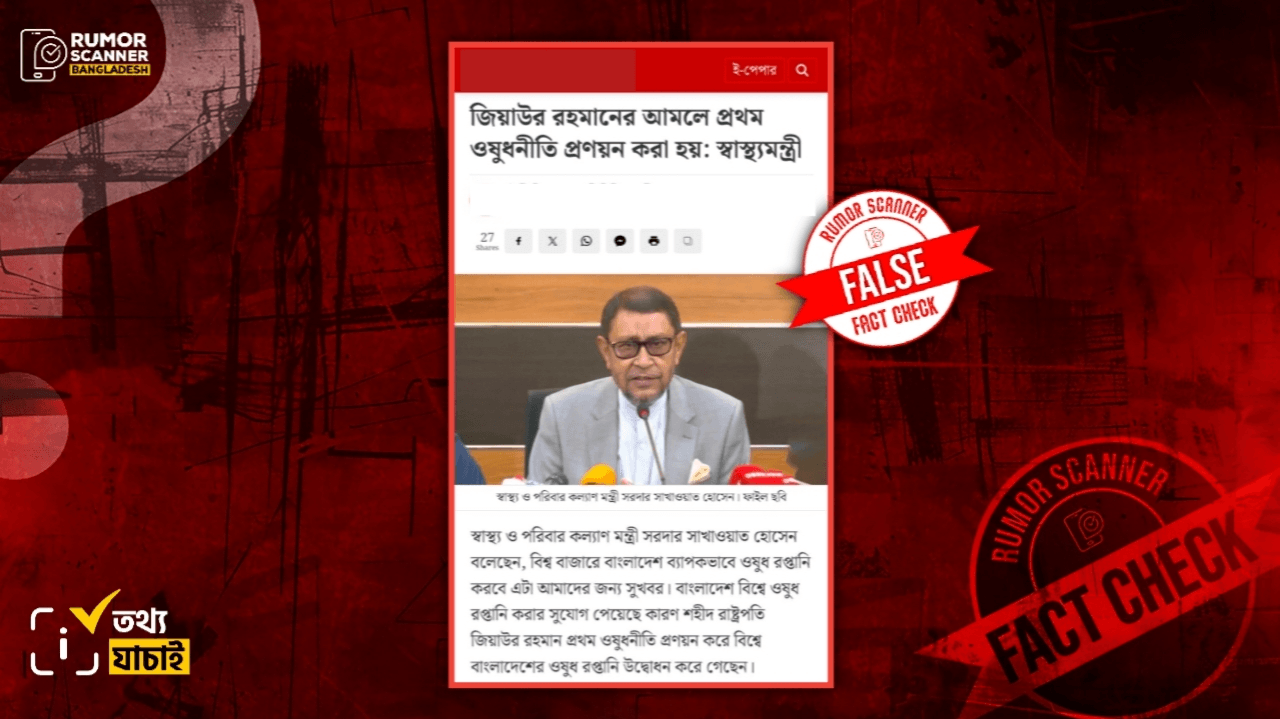 RUMOR
SCANNER
BANGLADESH
ই-পেপার
জিয়াউর রহমানের আমলে প্রথম
ওষুধনীতি প্রণয়ন করা হয়: স্বাস্থ্যমন্ত্রী
27
Shares
RUMOR SCANNER
FALSE
FACT CHECK
স্বাস্থ্য ও পরিবার কল্যাণ মন্ত্রী সরদার সাখাওয়াত হোসেন। ফাইল ছবি
স্বাস্থ্য ও পরিবার কল্যাণ মন্ত্রী সরদার সাখাওয়াত হোসেন
বলেছেন, বিশ্ব বাজারে বাংলাদেশ ব্যাপকভাবে ওষুধ রপ্তানি
করবে এটা আমাদের জন্য সুখবর। বাংলাদেশ বিশ্বে ওষুধ
রপ্তানি করার সুযোগ পেয়েছে কারণ শহীদ রাষ্ট্রপতি
জিয়াউর রহমান প্রথম ওষুধনীতি প্রণয়ন করে বিশ্বে
বাংলাদেশের ওষুধ রপ্তানি উদ্বোধন করে গেছেন।
তথ্য
যাচাই
RUMOR SCANNER
FACT CHECK